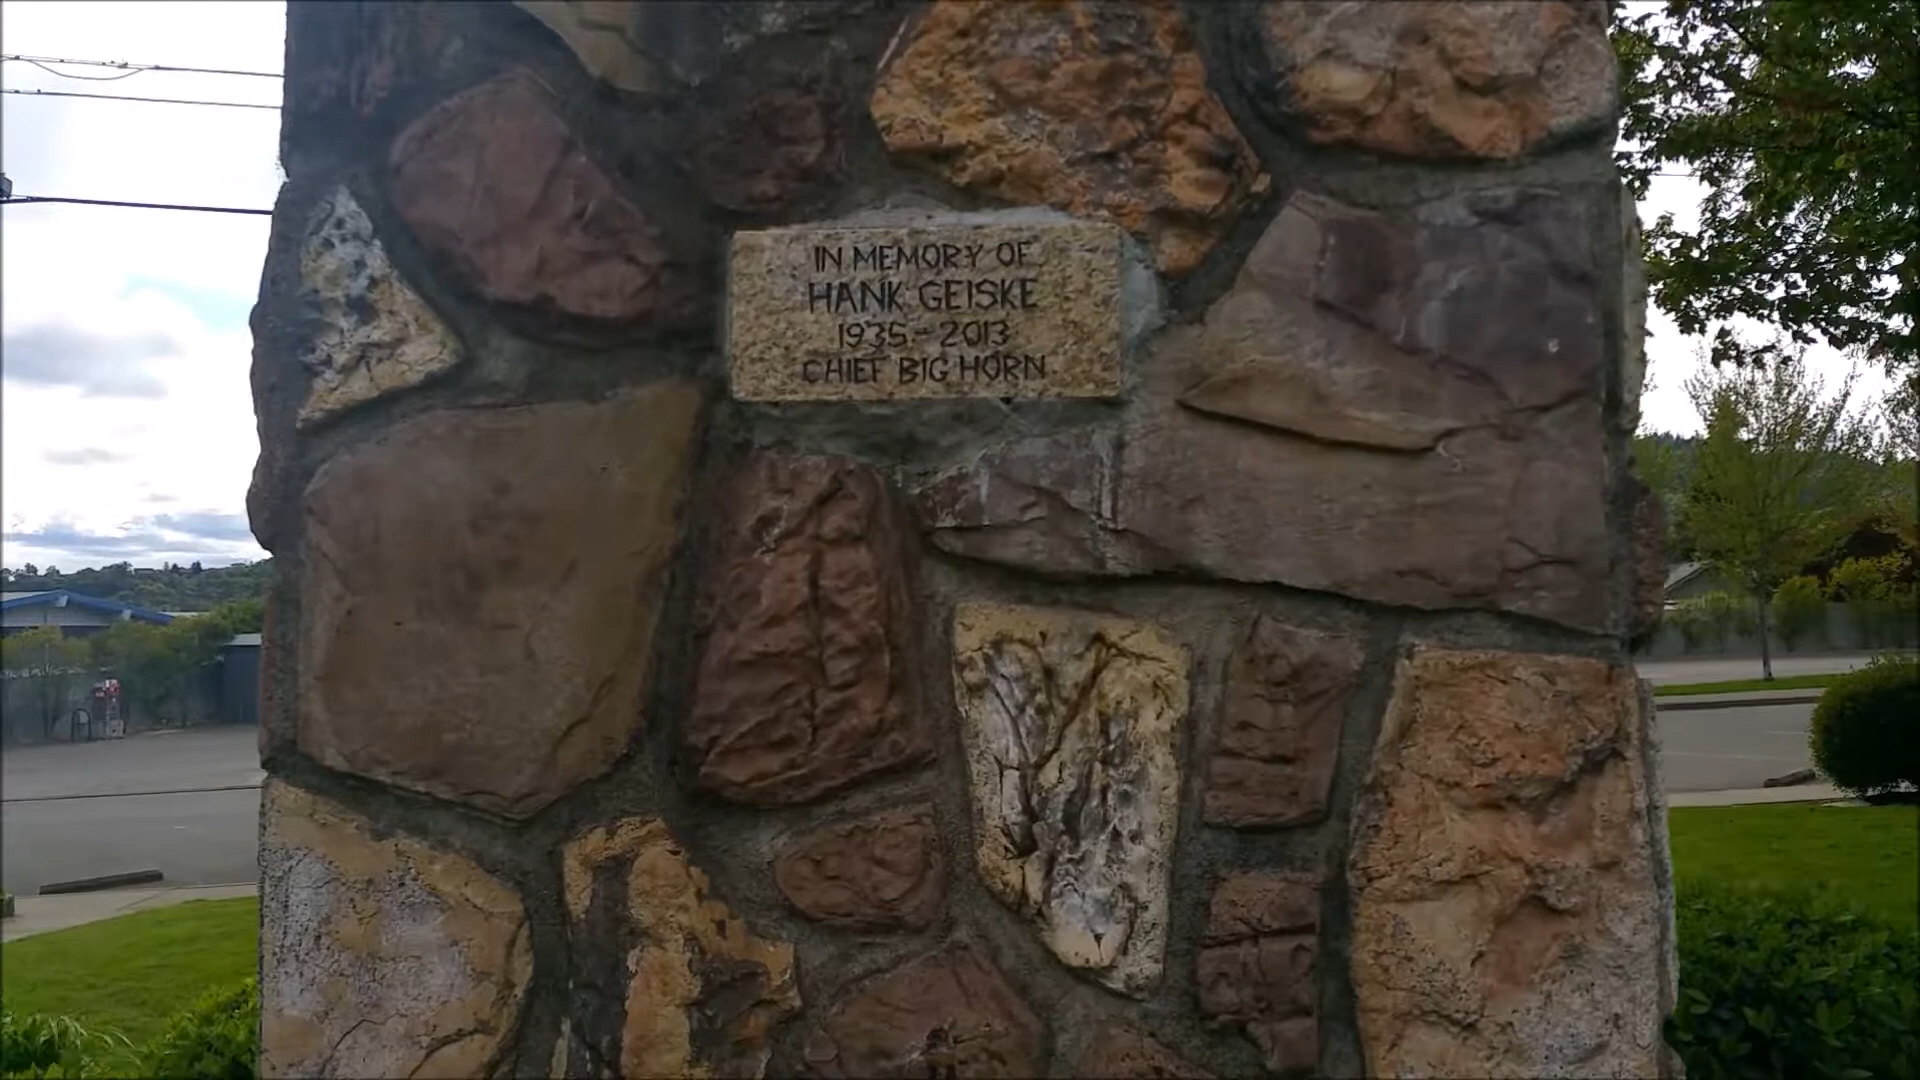 IN MEMORY OF
HANK GEISKE
1935-2013
CHIEF BIG HORN